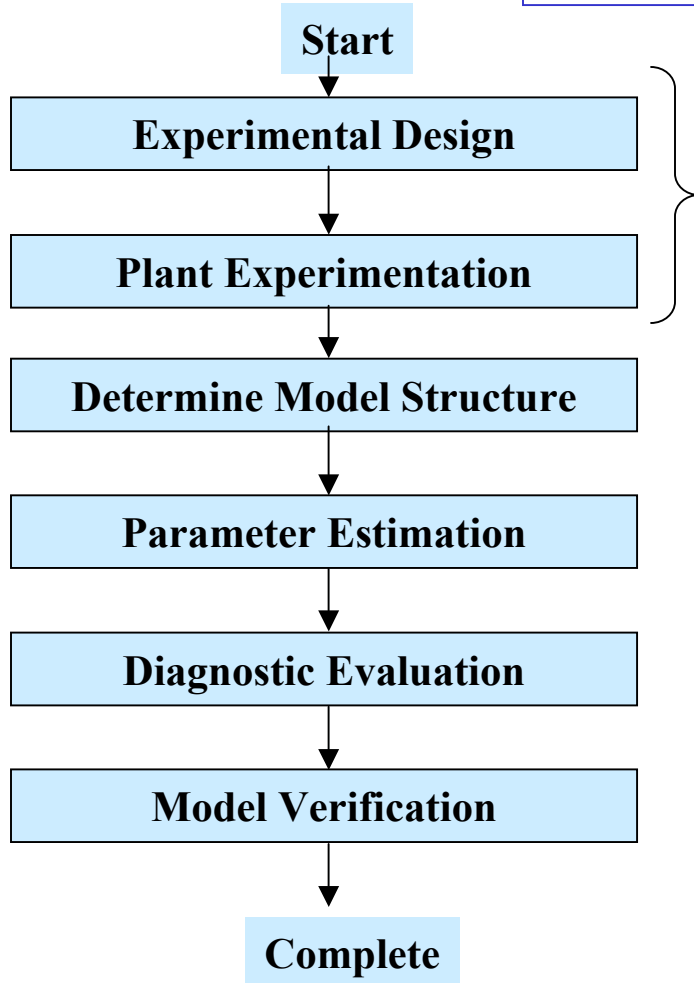 Start
Experimental Design
Plant Experimentation
Determine Model Structure
Parameter Estimation
Diagnostic Evaluation
Model Verification
Complete